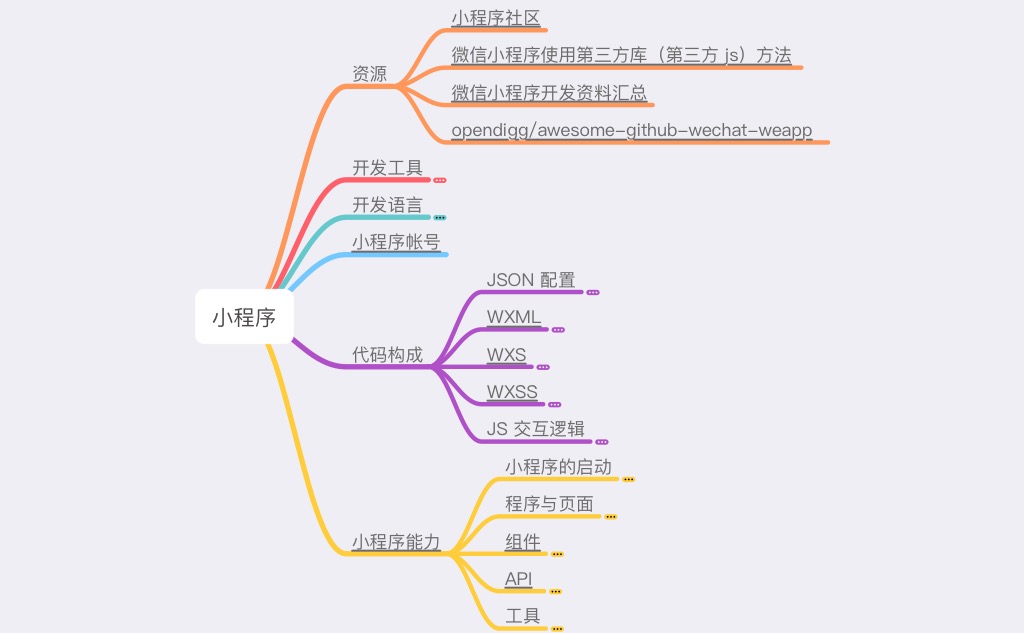 小程序社区
微信小程序使用第三方库（第三方 js）方法
资源
微信小程序开发资料汇总
opendigg/awesome-github-wechat-weapp
开发工具
开发语言
小程序帐号
JSON 配置
小程序
WXML
代码构成
WXS
WXSS
JS 交互逻辑
小程序的启动
程序与页面
小程序能力
组件
API
工具